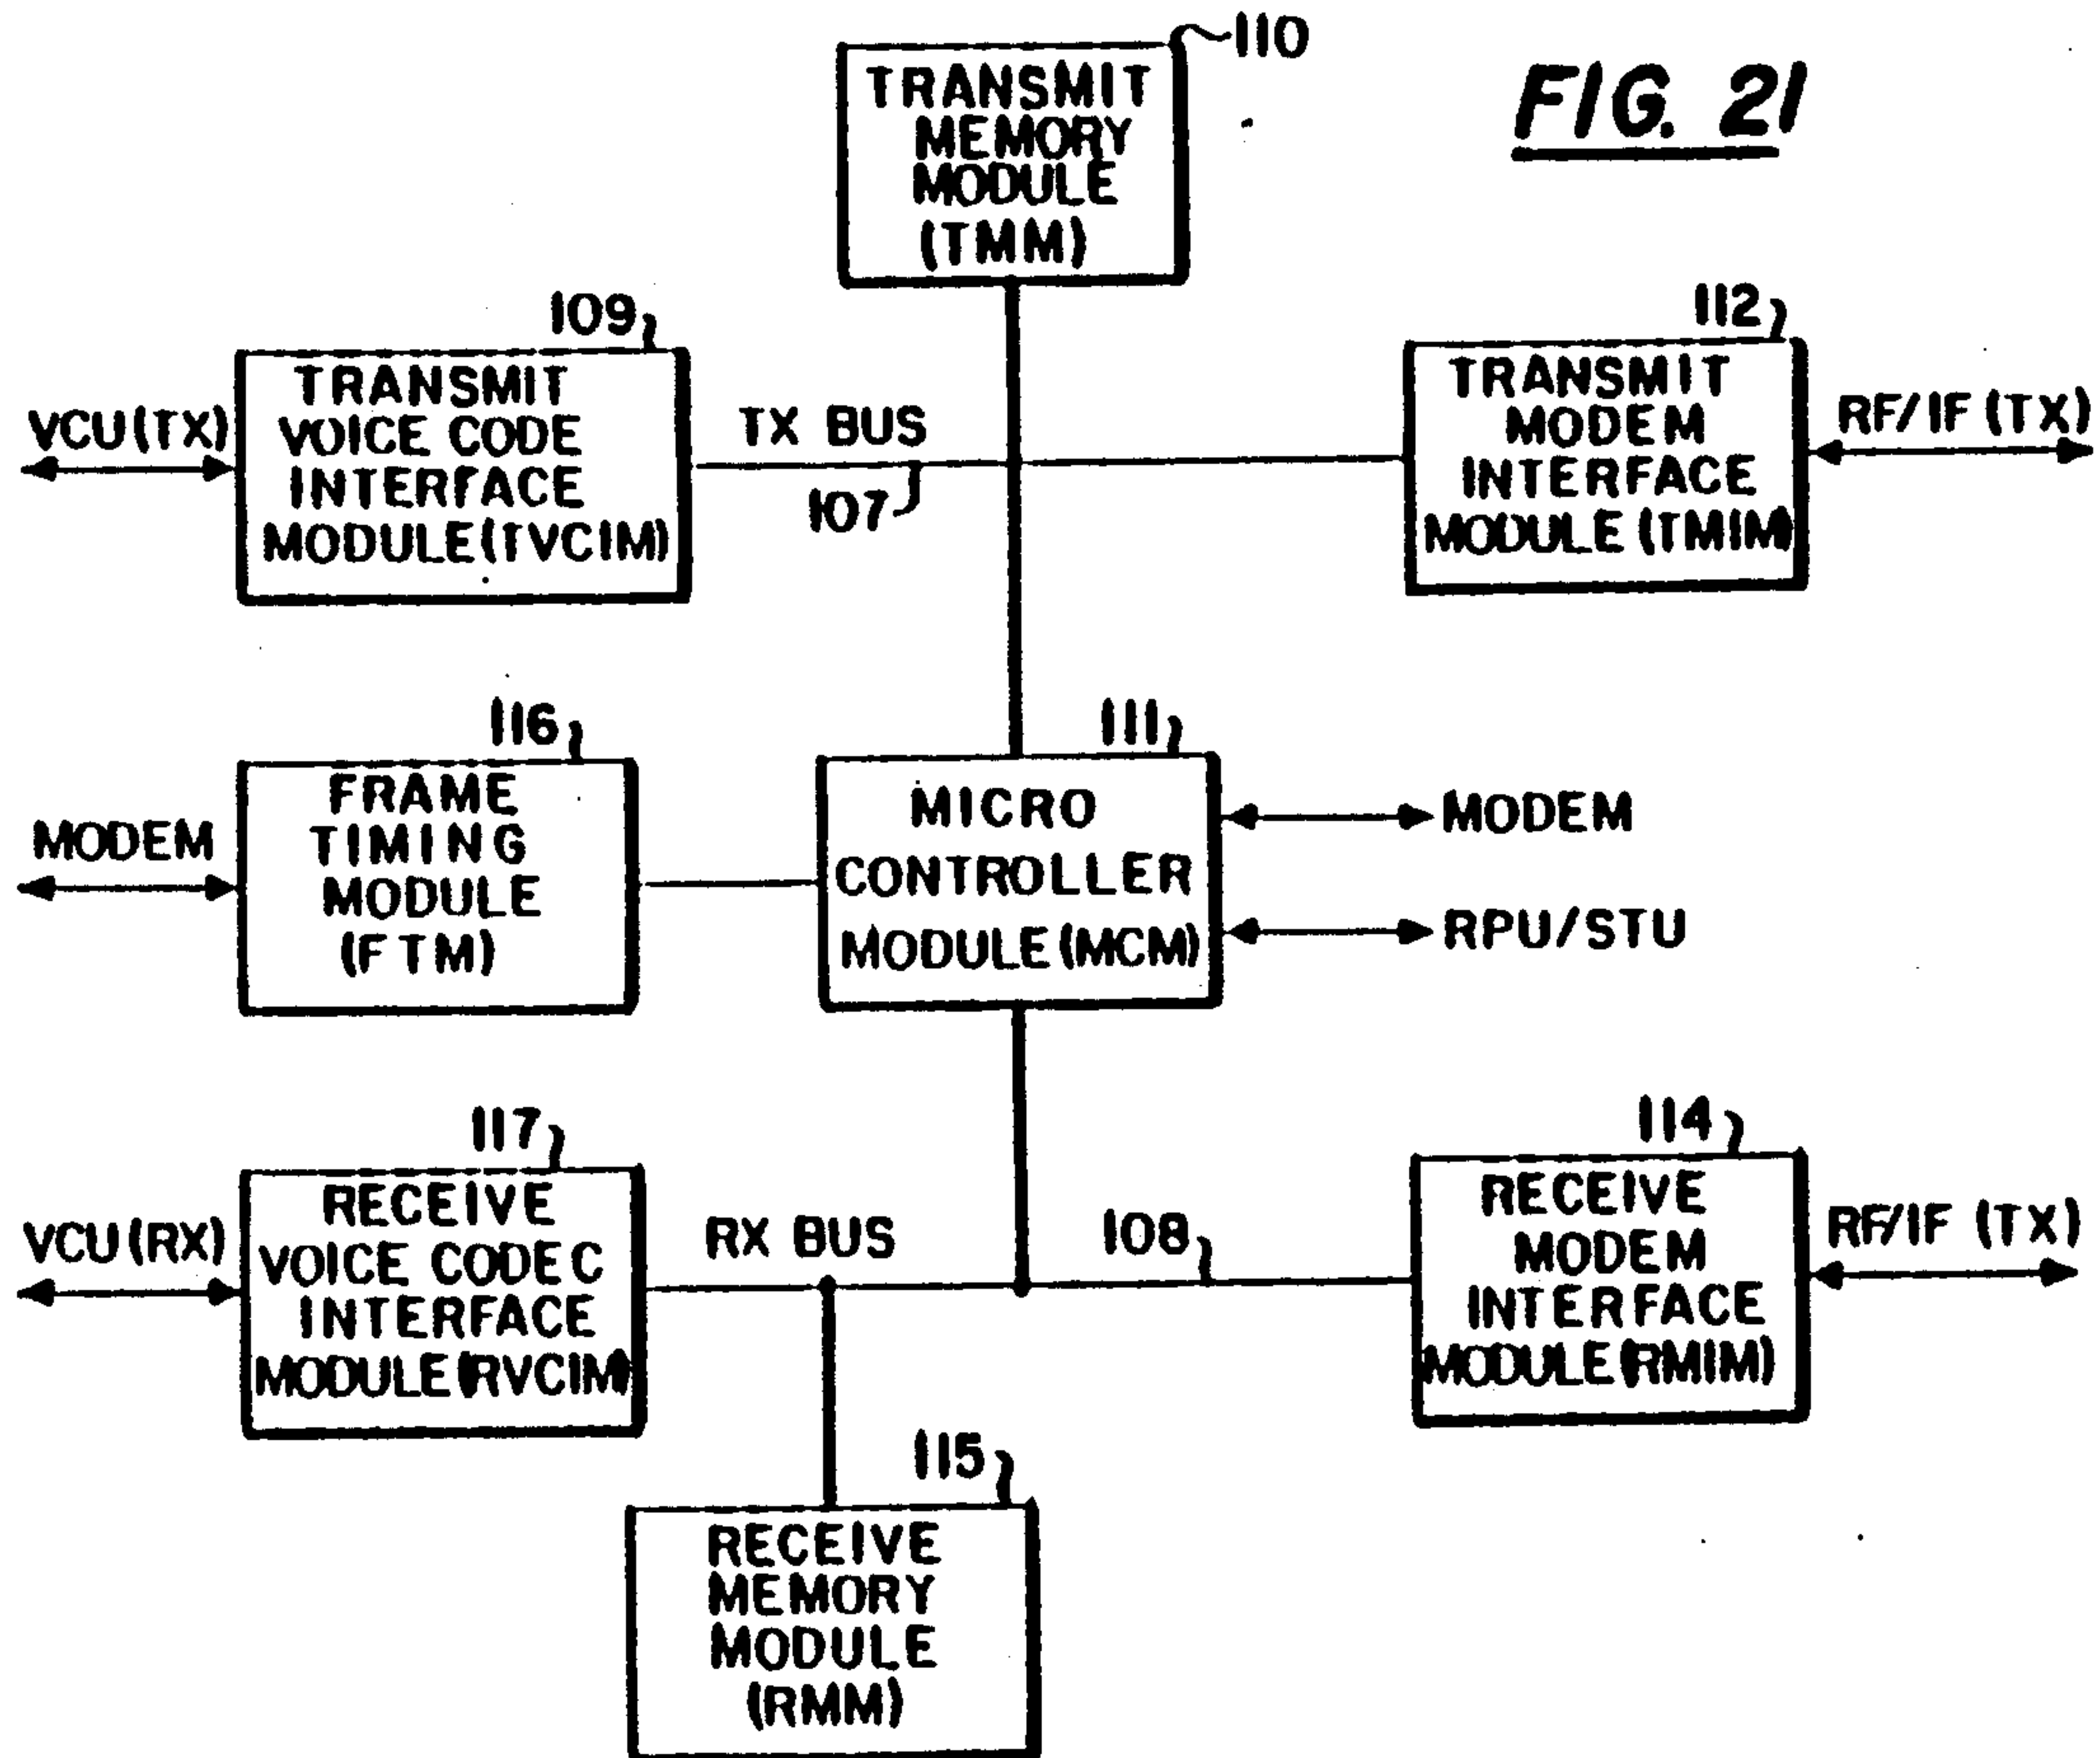 110
FIG. 21
TRANSMIT
MEMORY
MODULE
(TMM)
109
TRANSMIT
VOICE CODE
INTERFACE
MODULE(TVCIM)
VCU(TX)
TX BUS
107
112
TRANSMIT
MODEM
INTERFACE
MODULE (TMIM)
RF/IF (TX)
116
FRAME
TIMING
MODULE
(FTM)
MODEM
111
MICRO
CONTROLLER
MODULE(MCM)
MODEM
RPU/STU
117
RECEIVE
VOICE CODEC
INTERFACE
MODULE(RVCIM)
VCU(RX)
RX BUS
108
114
RECEIVE
MODEM
INTERFACE
MODULE(RMIM)
RF/IF (TX)
115
RECEIVE
MEMORY
MODULE
(RMM)